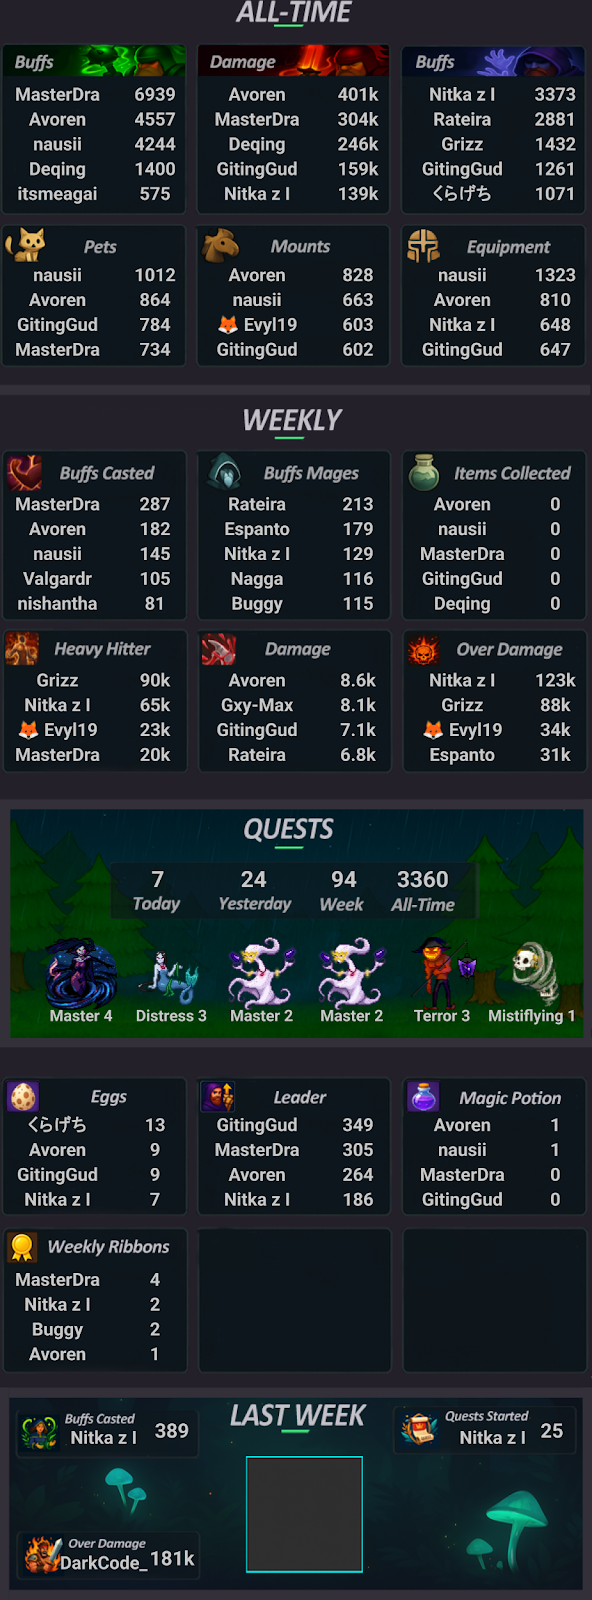 ALL-TIME
Buffs
MasterDra 6939
Avoren 4557
nausii 4244
Deqing 1400
itsmeagai 575
Damage
Avoren 401k
MasterDra 304k
Deqing 246k
GitingGud 159k
Nitka z I 139k
Buffs
Nitka z I 3373
Rateira 2881
Grizz 1432
GitingGud 1261
くらげち 1071
Pets
nausii 1012
Avoren 864
GitingGud 784
MasterDra 734
Mounts
Avoren 828
nausii 663
🦊 Evyl19 603
GitingGud 602
Equipment
nausii 1323
Avoren 810
Nitka z I 648
GitingGud 647
WEEKLY
Buffs Casted
MasterDra 287
Avoren 182
nausii 145
Valgardr 105
nishantha 81
Buffs Mages
Rateira 213
Espanto 179
Nitka z I 129
Nagga 116
Buggy 115
Items Collected
Avoren 0
nausii 0
MasterDra 0
GitingGud 0
Deqing 0
Heavy Hitter
Grizz 90k
Nitka z I 65k
🦊 Evyl19 23k
MasterDra 20k
Damage
Avoren 8.6k
Gxy-Max 8.1k
GitingGud 7.1k
Rateira 6.8k
Over Damage
Nitka z I 123k
Grizz 88k
🦊 Evyl19 34k
Espanto 31k
QUESTS
7 24 94 3360
Today Yesterday Week All-Time
Master 4 Distress 3 Master 2 Master 2 Terror 3 Mistiflying 1
Eggs
くらげち 13
Avoren 9
GitingGud 9
Nitka z I 7
Leader
GitingGud 349
MasterDra 305
Avoren 264
Nitka z I 186
Magic Potion
Avoren 1
nausii 1
MasterDra 0
GitingGud 0
Weekly Ribbons
MasterDra 4
Nitka z I 2
Buggy 2
Avoren 1
LAST WEEK
Buffs Casted
Nitka z I 389
Quests Started
Nitka z I 25
Over Damage
DarkCode_ 181k